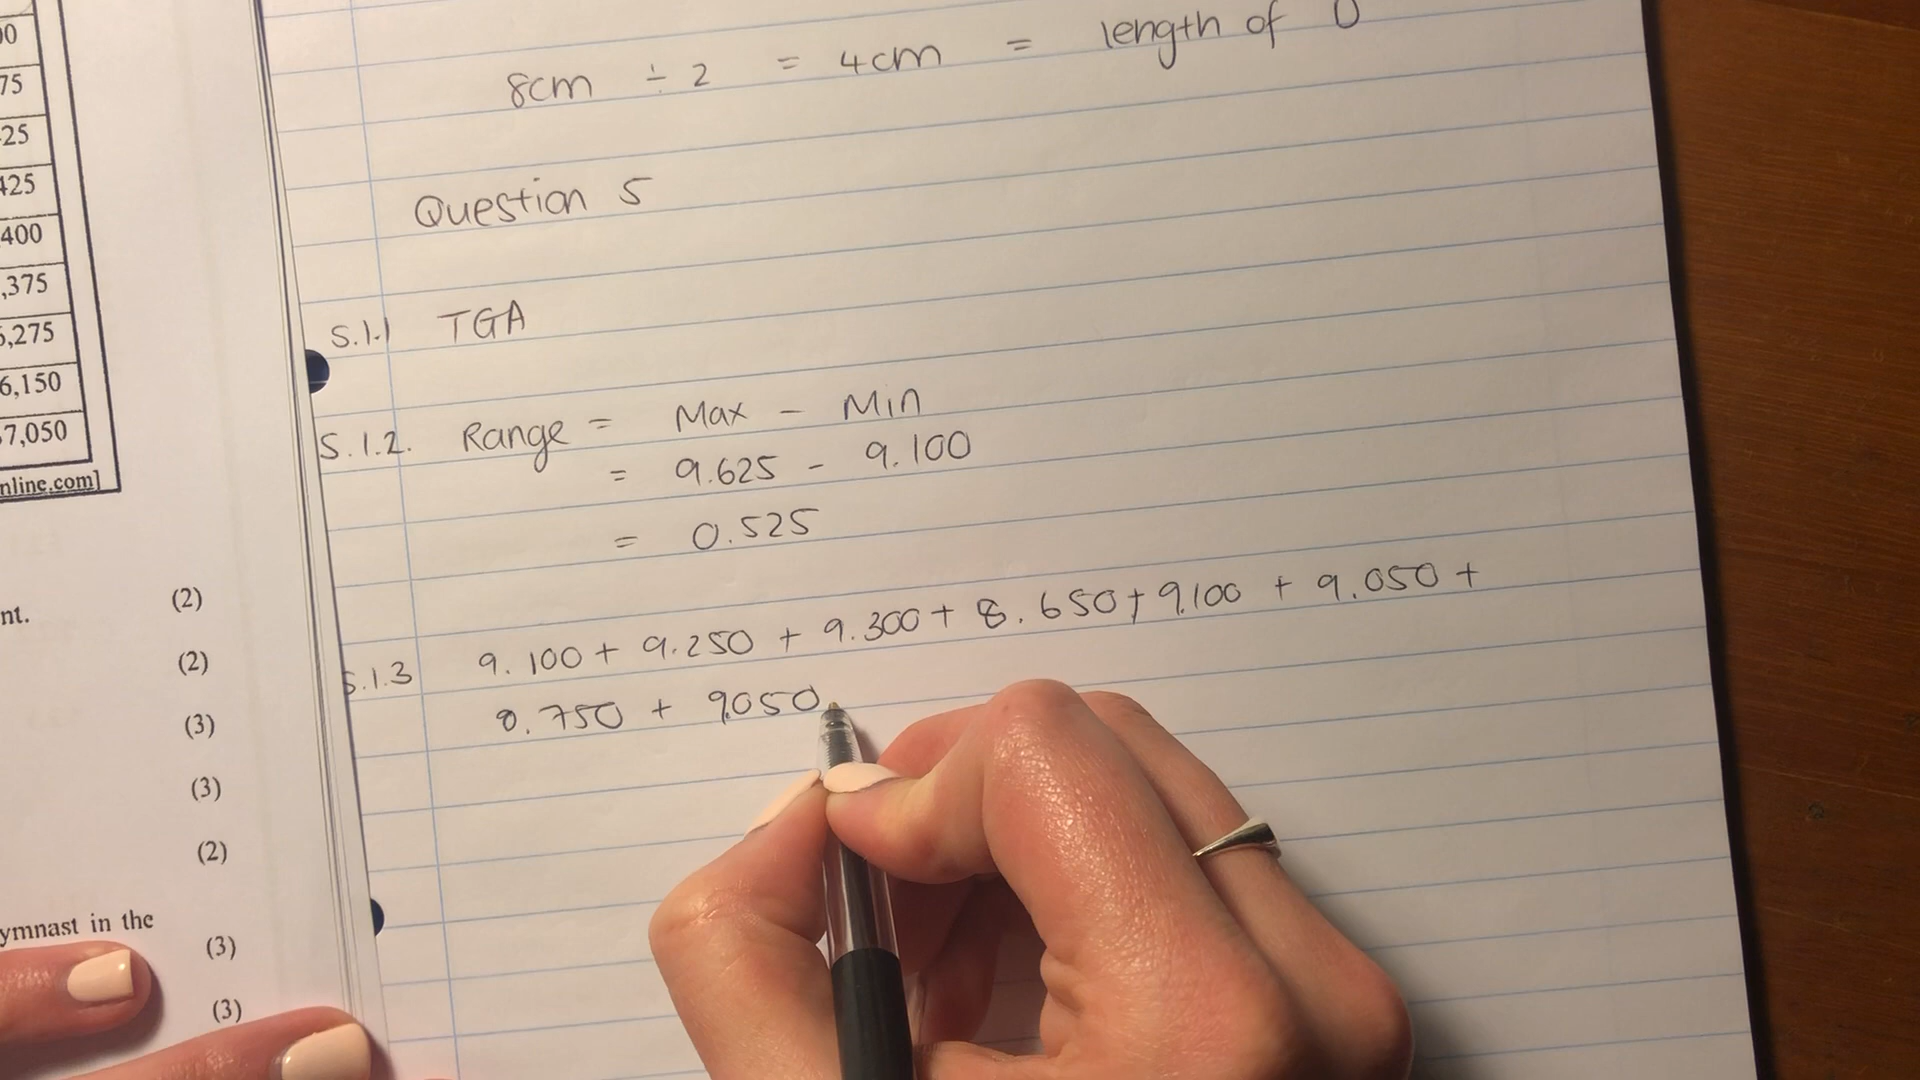 00
75
25
425
400
,375
5,275
6,150
7,050
nline.com]
nt.
(2)
(2)
(3)
(3)
(2)
ymnast in the
(3)
(3)
8cm ÷ 2 = 4cm = length of
Question 5
5.1.1 TGA
5.1.2. Range = Max - Min
= 9.625 - 9.100
= 0.525
5.1.3 9.100 + 9.250 + 9.300 + 8.650 + 9.100 + 9.050 +
8.750 + 9.050